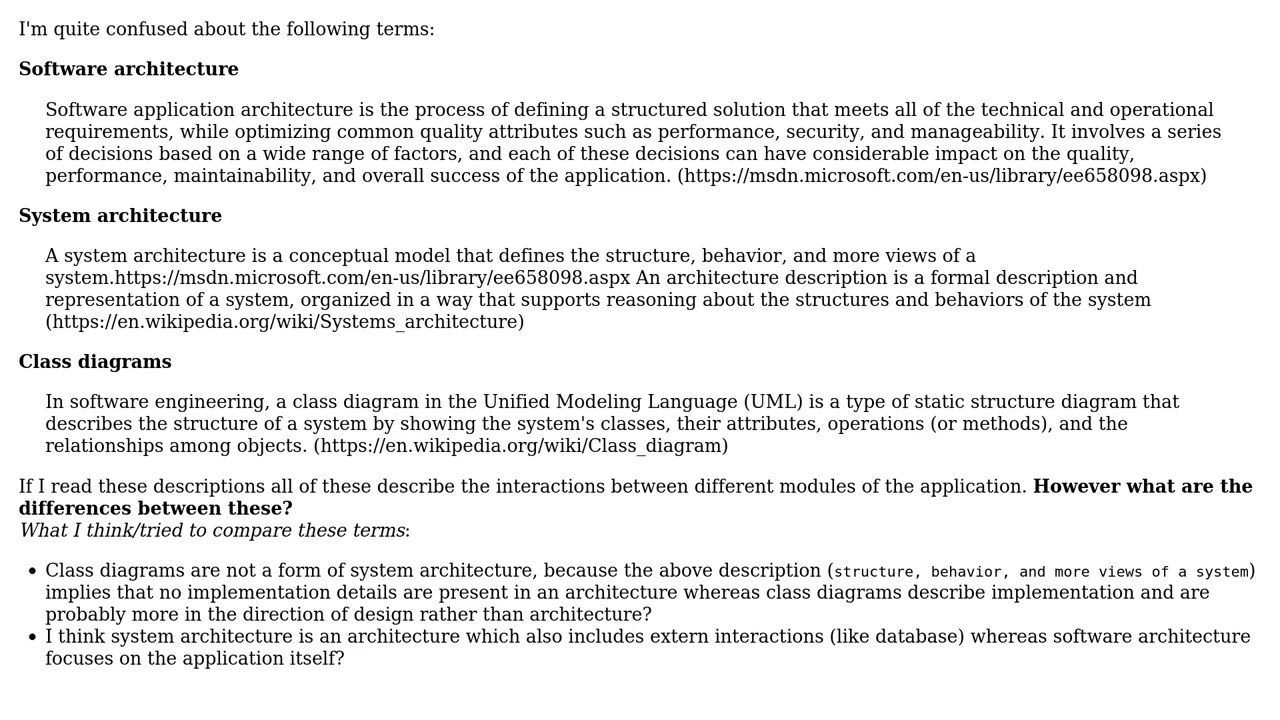 I'm quite confused about the following terms:
Software architecture
Software application architecture is the process of defining a structured solution that meets all of the technical and operational
requirements, while optimizing common quality attributes such as performance, security, and manageability. It involves a series
of decisions based on a wide range of factors, and each of these decisions can have considerable impact on the quality,
performance, maintainability, and overall success of the application. (https://msdn.microsoft.com/en-us/library/ee658098.aspx)
System architecture
A system architecture is a conceptual model that defines the structure, behavior, and more views of a
system.https://msdn.microsoft.com/en-us/library/ee658098.aspx An architecture description is a formal description and
representation of a system, organized in a way that supports reasoning about the structures and behaviors of the system
(https://en.wikipedia.org/wiki/Systems_architecture)
Class diagrams
In software engineering, a class diagram in the Unified Modeling Language (UML) is a type of static structure diagram that
describes the structure of a system by showing the system's classes, their attributes, operations (or methods), and the
relationships among objects. (https://en.wikipedia.org/wiki/Class_diagram)
If I read these descriptions all of these describe the interactions between different modules of the application. However what are the
differences between these?
What I think/tried to compare these terms:
• Class diagrams are not a form of system architecture, because the above description (structure, behavior, and more views of a system)
implies that no implementation details are present in an architecture whereas class diagrams describe implementation and are
probably more in the direction of design rather than architecture?
• I think system architecture is an architecture which also includes extern interactions (like database) whereas software architecture
focuses on the application itself?